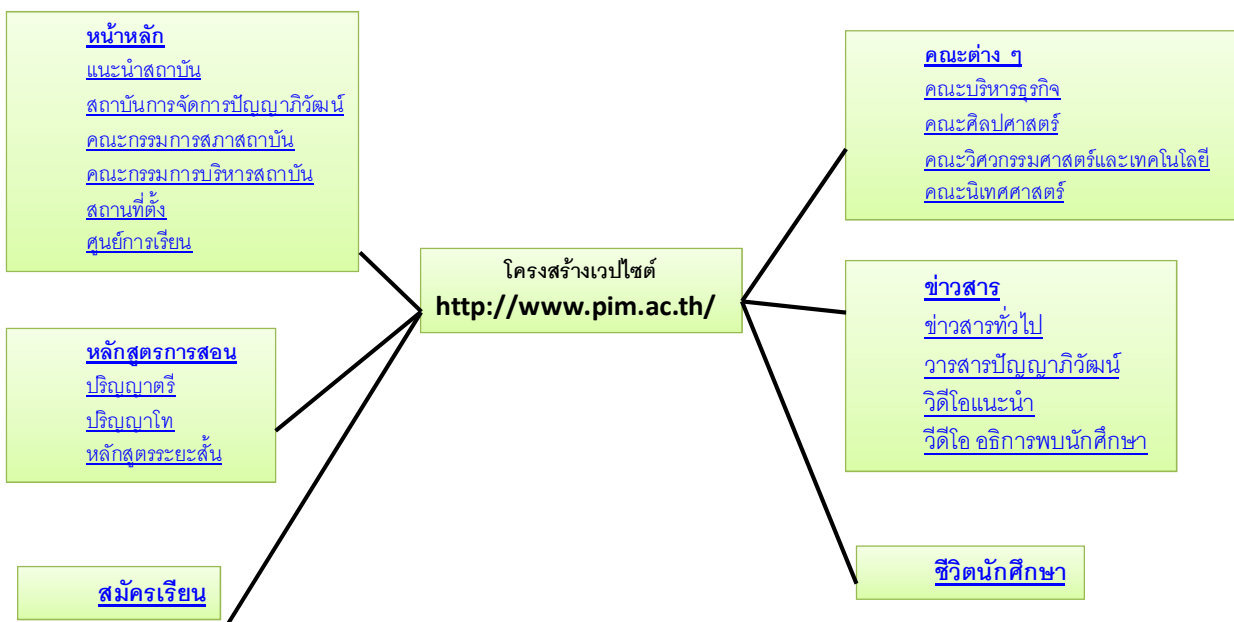 หน้าหลัก
แนะนำสถาบัน
สถาบันการจัดการปัญญาภิวัฒน์
คณะกรรมการสภาสถาบัน
คณะกรรมการบริหารสถาบัน
สถานที่ตั้ง
ศูนย์การเรียน
คณะต่าง ๆ
คณะบริหารธุรกิจ
คณะศิลปศาสตร์
คณะวิศวกรรมศาสตร์และเทคโนโลยี
คณะนิเทศศาสตร์
โครงสร้างเวปไซต์
http://www.pim.ac.th/
ข่าวสาร
ข่าวสารทั่วไป
วารสารปัญญาภิวัฒน์
วิดีโอแนะนำ
วีดีโอ อธิการพบนักศึกษา
หลักสูตรการสอน
ปริญญาตรี
ปริญญาโท
หลักสูตรระยะสั้น
สมัครเรียน
ชีวิตนักศึกษา